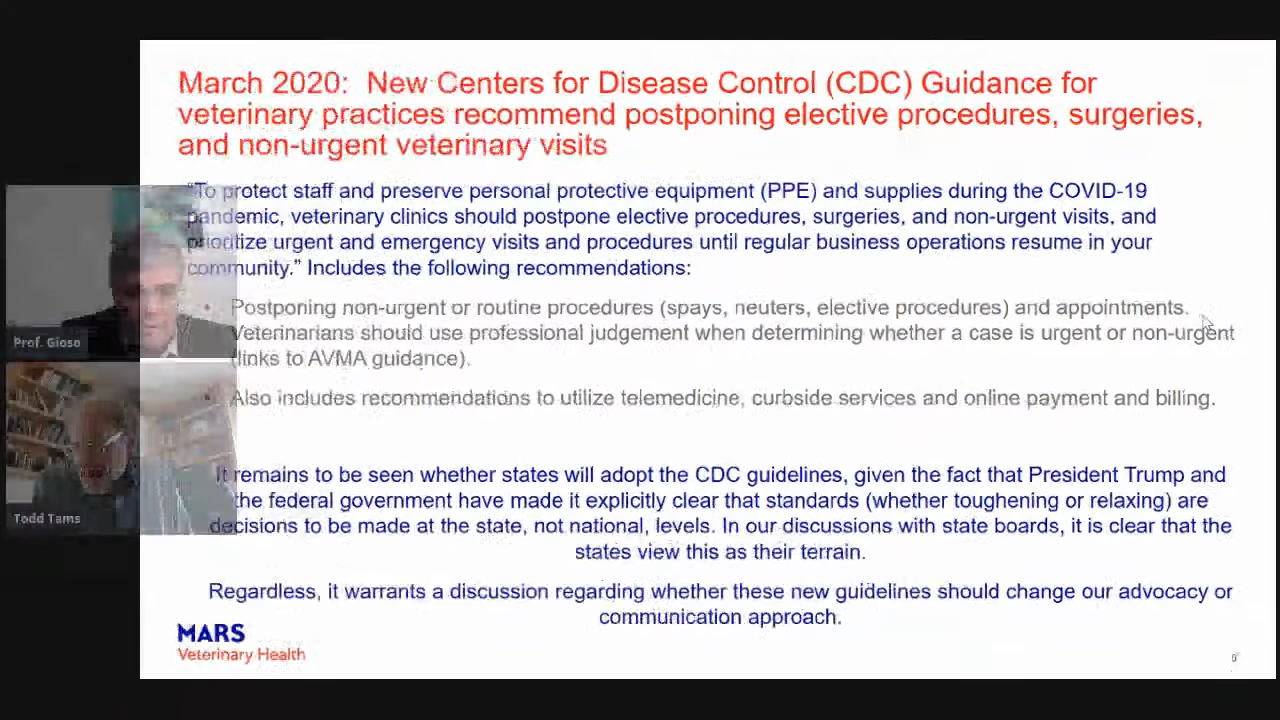 March 2020:  New Centers for Disease Control (CDC) Guidance for
veterinary practices recommend postponing elective procedures, surgeries,
and non-urgent veterinary visits
“To protect staff and preserve personal protective equipment (PPE) and supplies during the COVID-19
pandemic, veterinary clinics should postpone elective procedures, surgeries, and non-urgent visits, and
prioritize urgent and emergency visits and procedures until regular business operations resume in your
community.” Includes the following recommendations:
• Postponing non-urgent or routine procedures (spays, neuters, elective procedures) and appointments.
Veterinarians should use professional judgement when determining whether a case is urgent or non-urgent
(links to AVMA guidance).
• Also includes recommendations to utilize telemedicine, curbside services and online payment and billing.
It remains to be seen whether states will adopt the CDC guidelines, given the fact that President Trump and
the federal government have made it explicitly clear that standards (whether toughening or relaxing) are
decisions to be made at the state, not national, levels. In our discussions with state boards, it is clear that the
states view this as their terrain.
Regardless, it warrants a discussion regarding whether these new guidelines should change our advocacy or
communication approach.
MARS
Veterinary Health
6
Prof. Gioso
Todd Tams